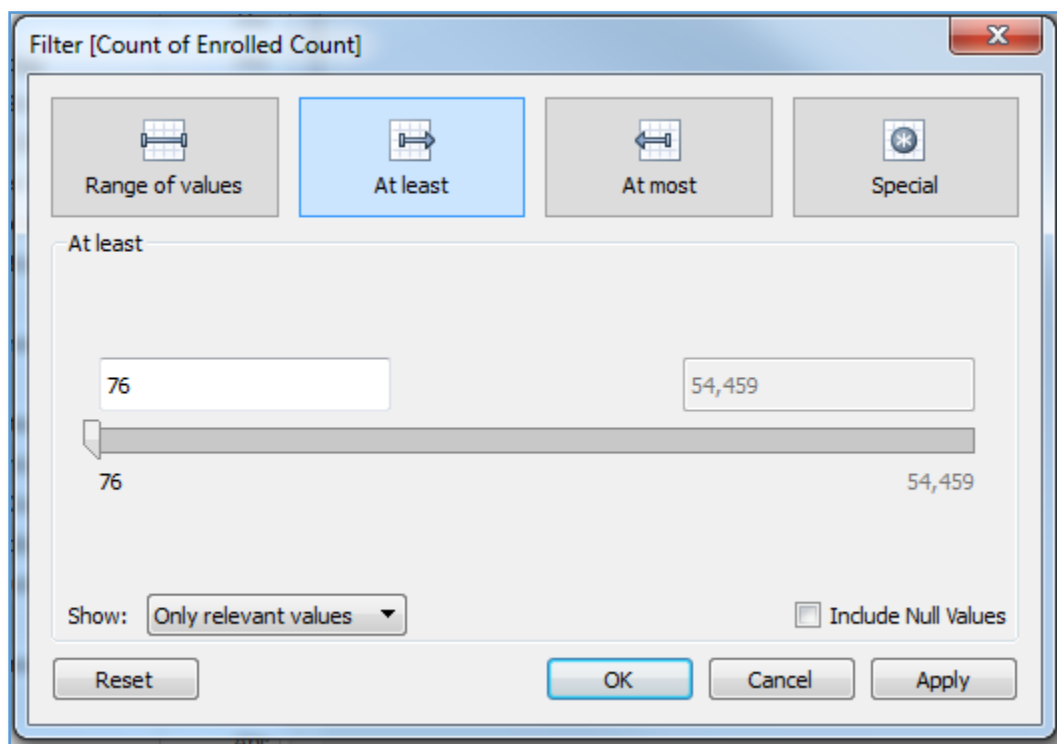 Filter [Count of Enrolled Count]
Range of values
At least
At most
Special
At least
76
54,459
76
54,459
Show: Only relevant values
Include Null Values
Reset
OK
Cancel
Apply